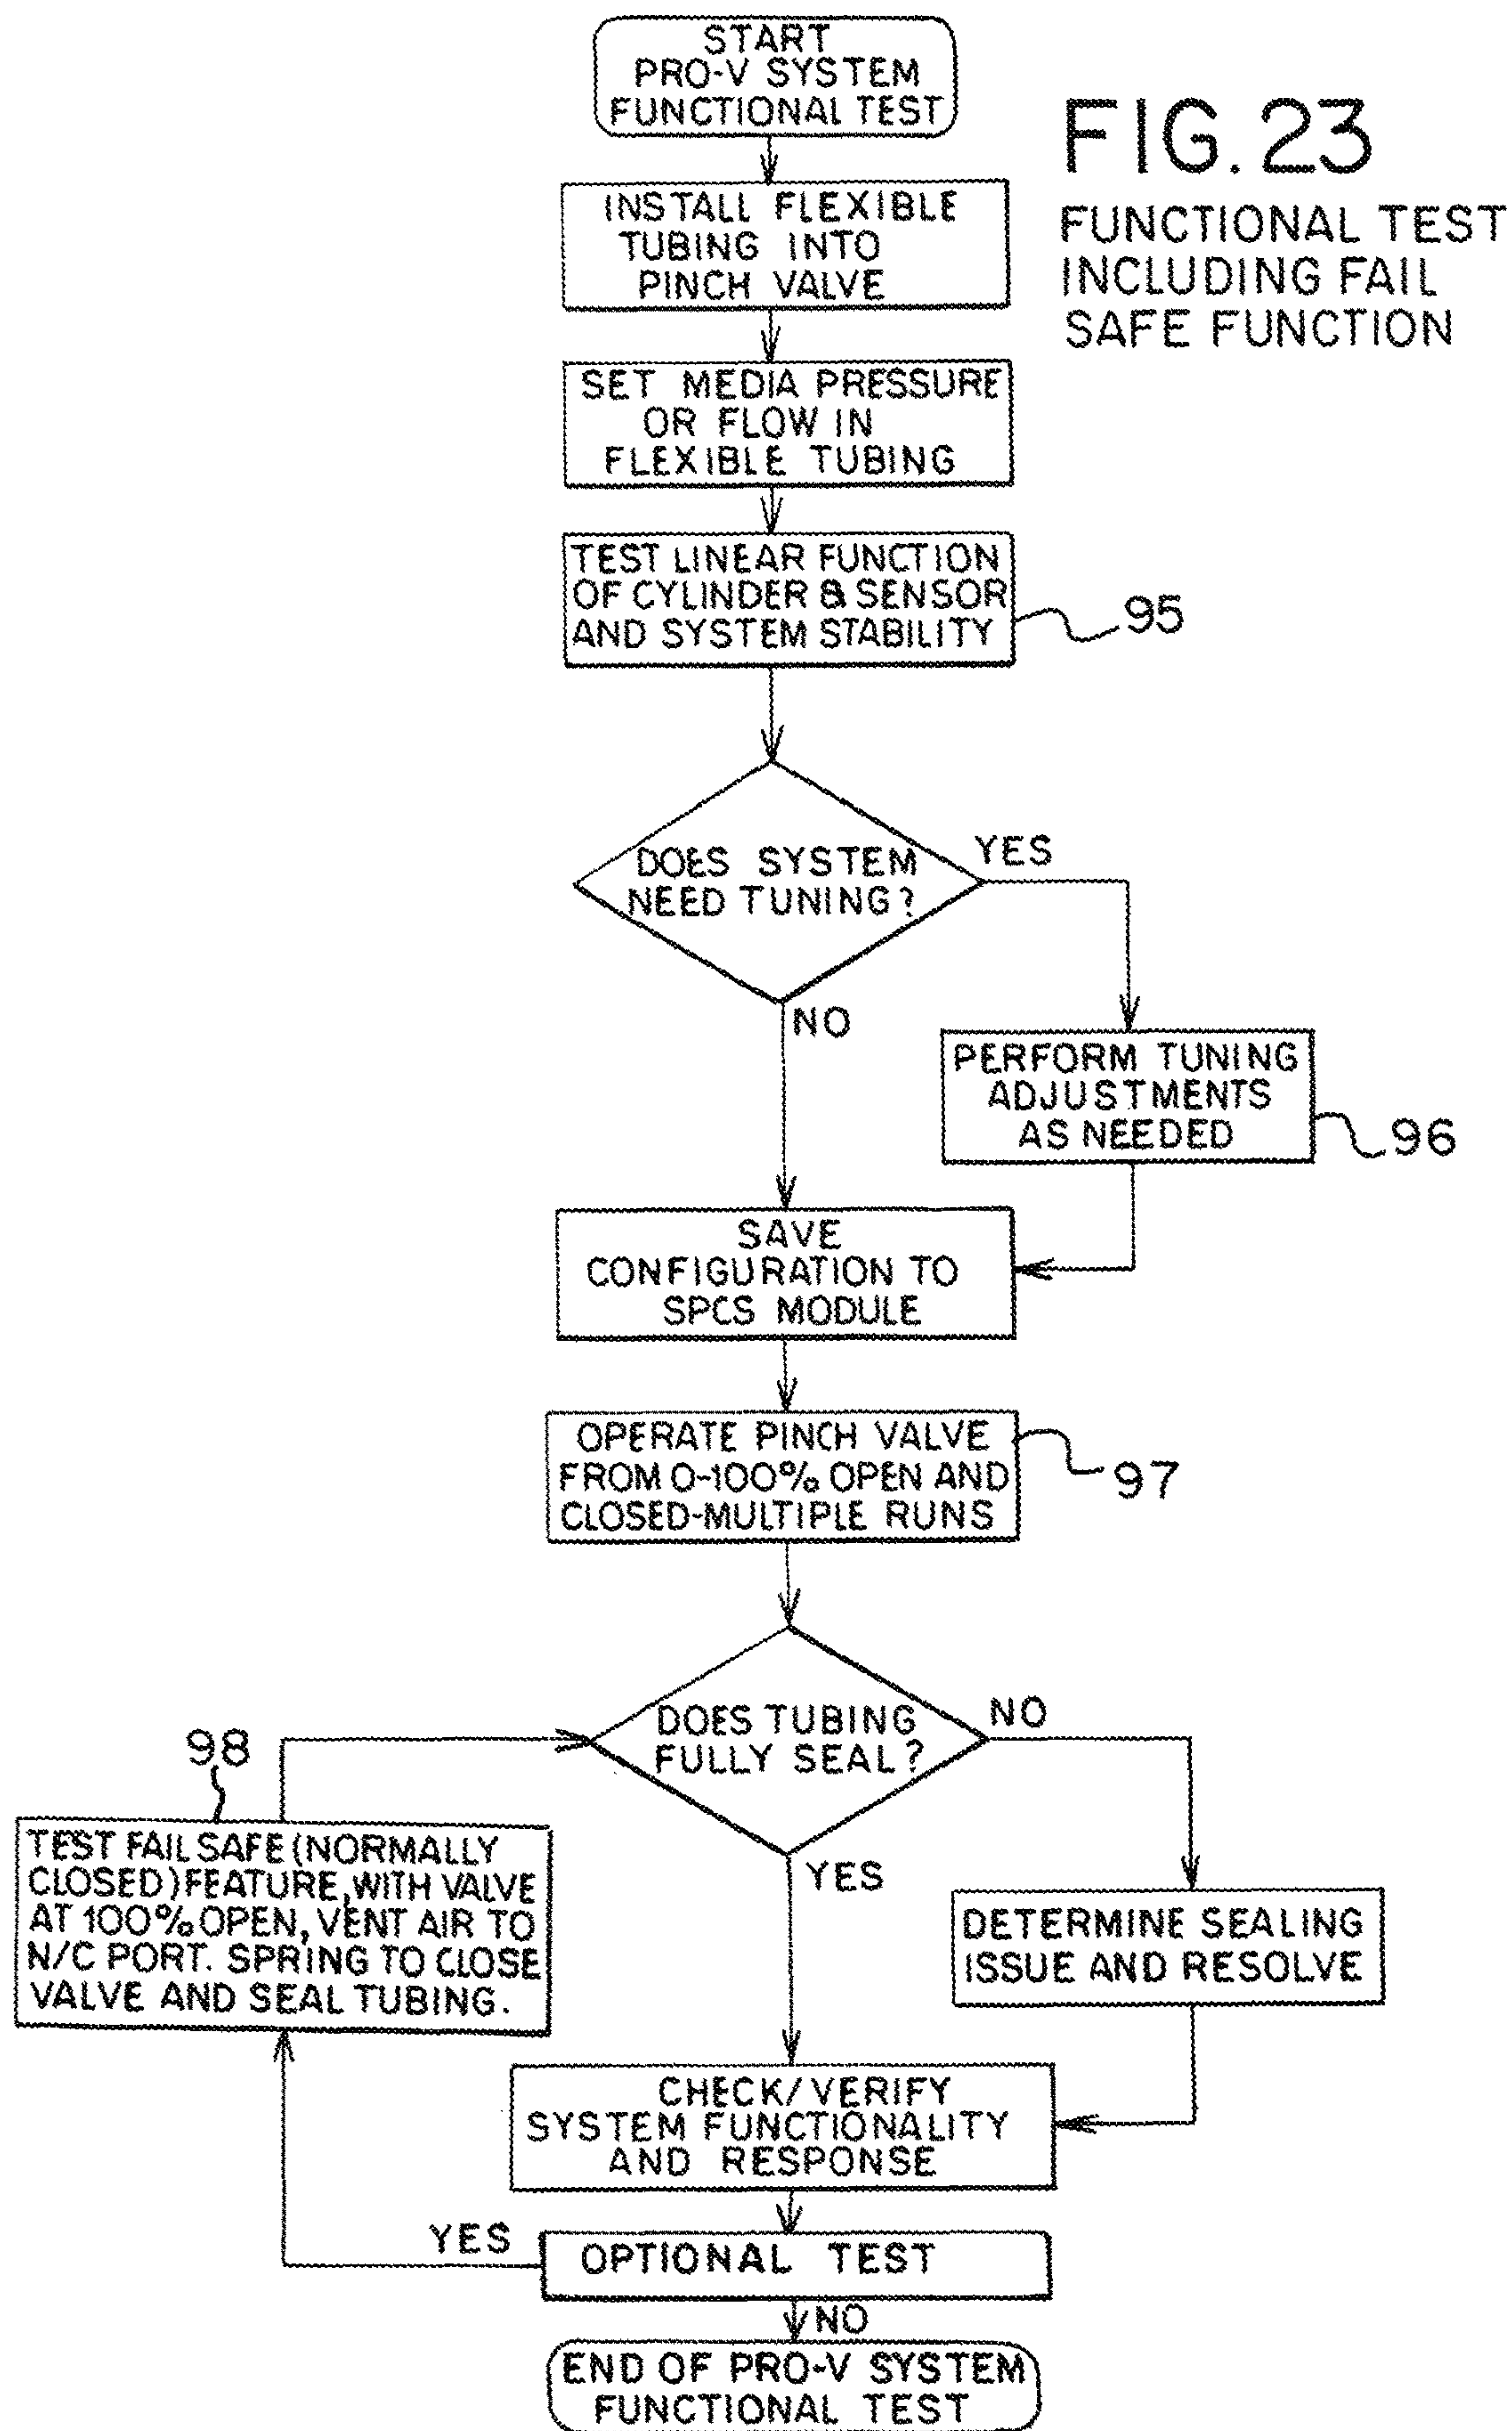 START
PRO-V SYSTEM
FUNCTIONAL TEST
FIG. 23
FUNCTIONAL TEST
INCLUDING FAIL
SAFE FUNCTION
INSTALL FLEXIBLE
TUBING INTO
PINCH VALVE
SET MEDIA PRESSURE
OR FLOW IN
FLEXIBLE TUBING
TEST LINEAR FUNCTION
OF CYLINDER & SENSOR
AND SYSTEM STABILITY
95
DOES SYSTEM
NEED TUNING?
YES
NO
PERFORM TUNING
ADJUSTMENTS
AS NEEDED
96
SAVE
CONFIGURATION TO
SPCS MODULE
OPERATE PINCH VALVE
FROM 0-100% OPEN AND
CLOSED-MULTIPLE RUNS
97
DOES TUBING
FULLY SEAL?
NO
YES
98
TEST FAIL SAFE (NORMALLY
CLOSED) FEATURE, WITH VALVE
AT 100% OPEN, VENT AIR TO
N/C PORT. SPRING TO CLOSE
VALVE AND SEAL TUBING.
DETERMINE SEALING
ISSUE AND RESOLVE
CHECK/VERIFY
SYSTEM FUNCTIONALITY
AND RESPONSE
YES
OPTIONAL TEST
NO
END OF PRO-V SYSTEM
FUNCTIONAL TEST